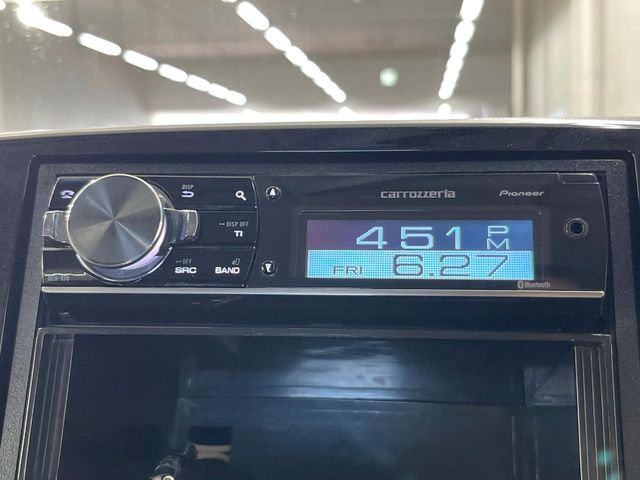 carrozzeria Pioneer
DISP
DISP OFF
TI
OFF
SRC BAND
451 PM
FRI 6.27
Bluetooth